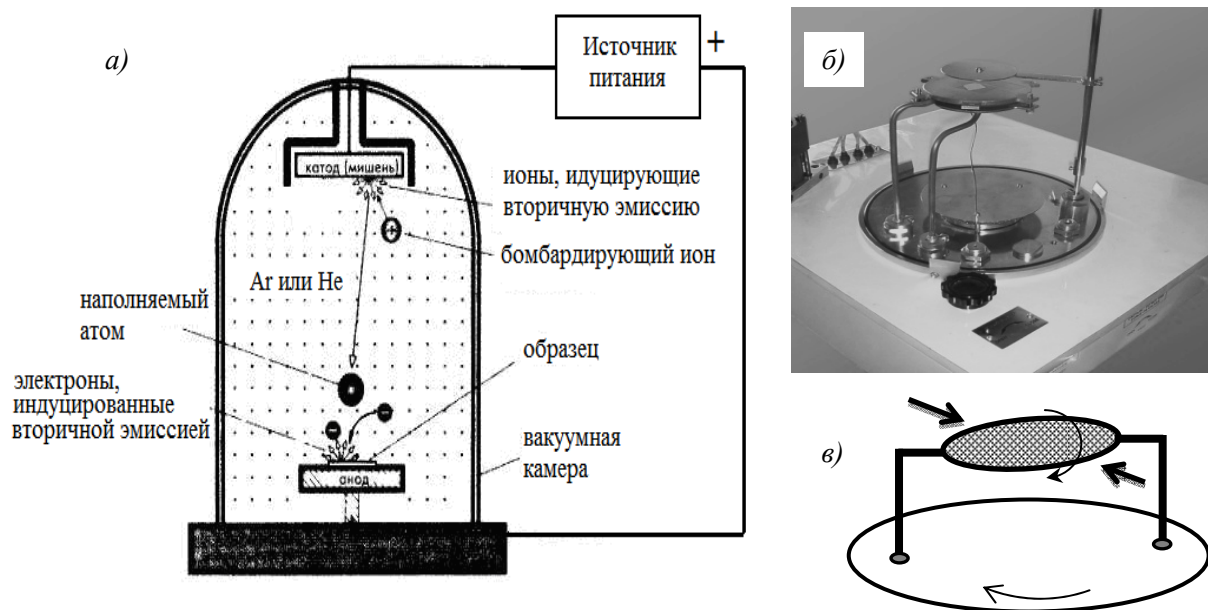 а)
Источник
питания
+
б)
катод (мишень)
ионы, идуцирующие
вторичную эмиссию
бомбардирующий ион
Ar или He
наполняемый
атом
образец
электроны,
индуцированные
вторичной эмиссией
вакуумная
камера
анод
в)
+
-
-